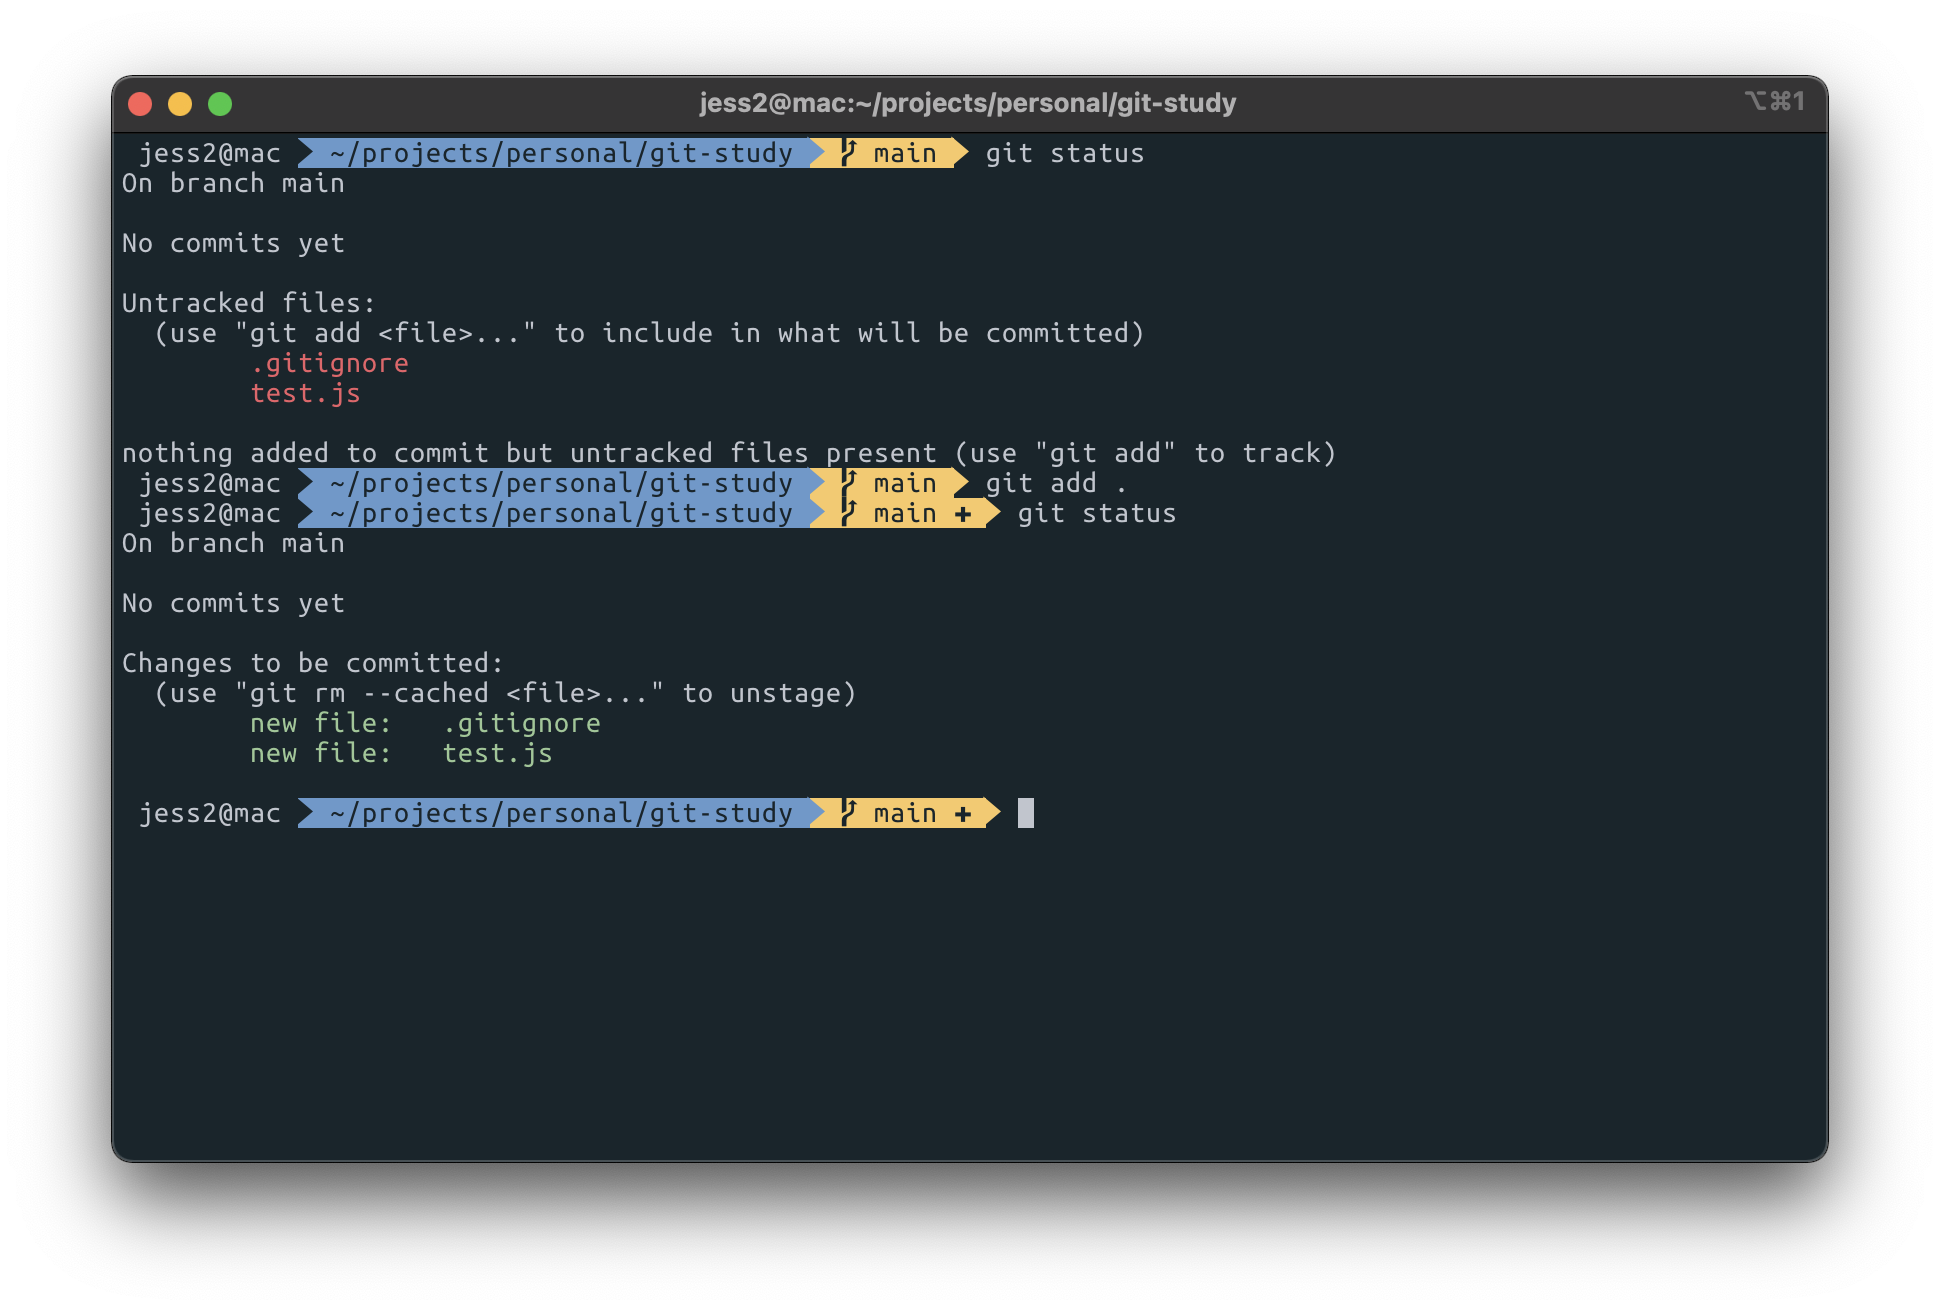 jess2@mac:~/projects/personal/git-study ⌥⌘1
jess2@mac ~/projects/personal/git-study main git status
On branch main
No commits yet
Untracked files:
(use "git add <file>..." to include in what will be committed)
.gitignore
test.js
nothing added to commit but untracked files present (use "git add" to track)
jess2@mac ~/projects/personal/git-study main git add .
jess2@mac ~/projects/personal/git-study main ✚ git status
On branch main
No commits yet
Changes to be committed:
(use "git rm --cached <file>..." to unstage)
new file:   .gitignore
new file:   test.js
jess2@mac ~/projects/personal/git-study main ✚